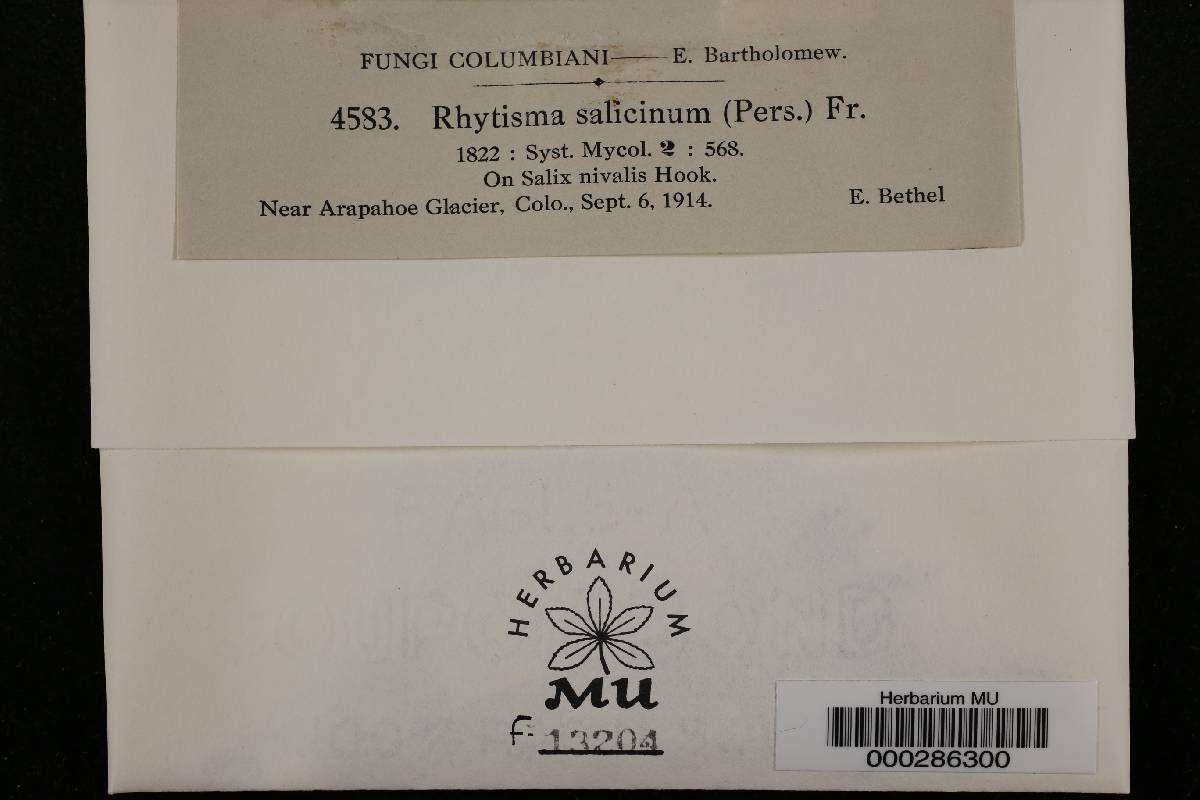 FUNGI COLUMBIANI—— E. Bartholomew.
4583. Rhytisma salicinum (Pers.) Fr.
1822 : Syst. Mycol. 2 : 568.
On Salix nivalis Hook.
Near Arapahoe Glacier, Colo., Sept. 6, 1914. E. Bethel
HERBARIUM
MU
F- 13204
Herbarium MU
000286300